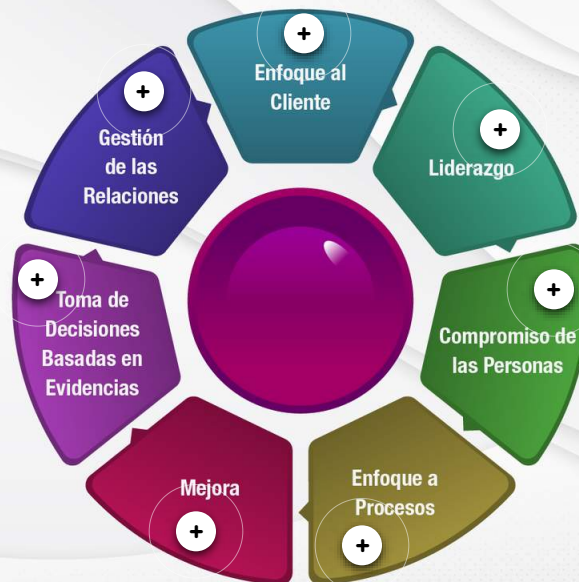 Enfoque al
Cliente
Liderazgo
Compromiso de
las Personas
Enfoque a
Procesos
Mejora
Toma de
Decisiones
Basadas en
Evidencias
Gestión
de las
Relaciones